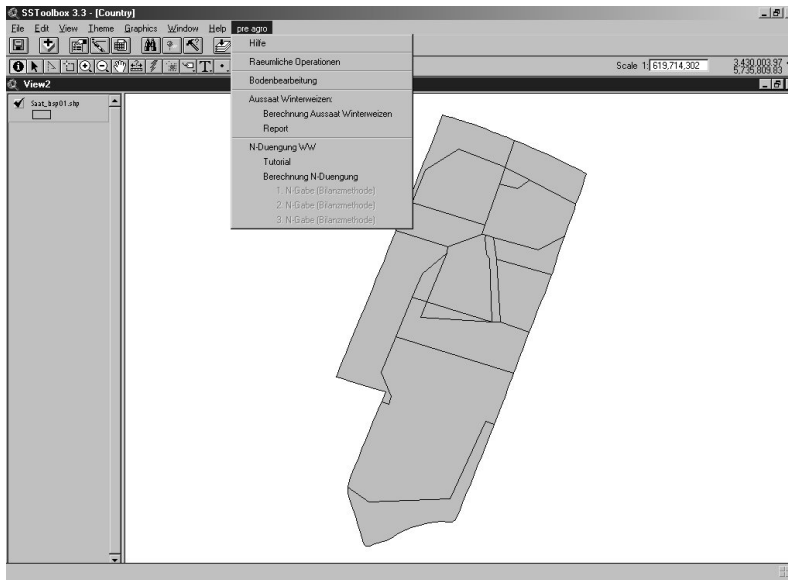 SSToolbox 3.3 - [Country]
File Edit View Theme Graphics Window Help pre agro
Hilfe
Raeumliche Operationen
Bodenbearbeitung
Aussaat Winterweizen:
Berechnung Aussaat Winterweizen
Report
N-Duengung WW
Tutorial
Berechnung N-Duengung
1. N-Gabe (Bilanzmethode)
2. N-Gabe (Bilanzmethode)
3. N-Gabe (Bilanzmethode)
T
Scale 1: 619,714,302
3,430,003.97
5,735,809.83
View2
Saat_bsp01.shp